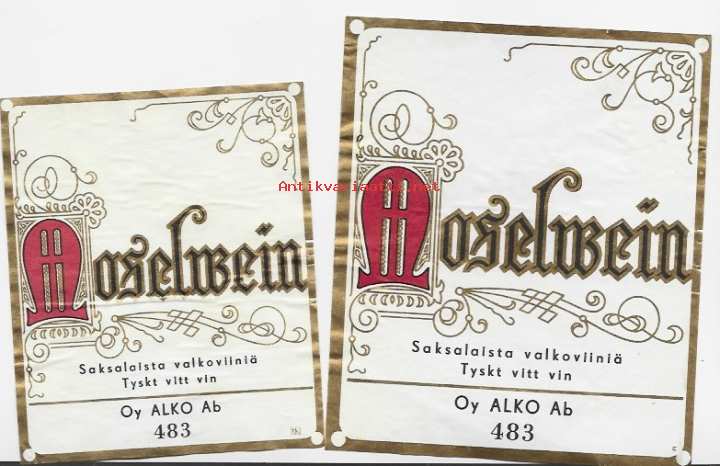 Moselwein
Saksalaista valkoviiniä
Tyskt vitt vin
Oy ALKO Ab
483
Antikvariaatus.net
Moselwein
Saksalaista valkoviiniä
Tyskt vitt vin
Oy ALKO Ab
483